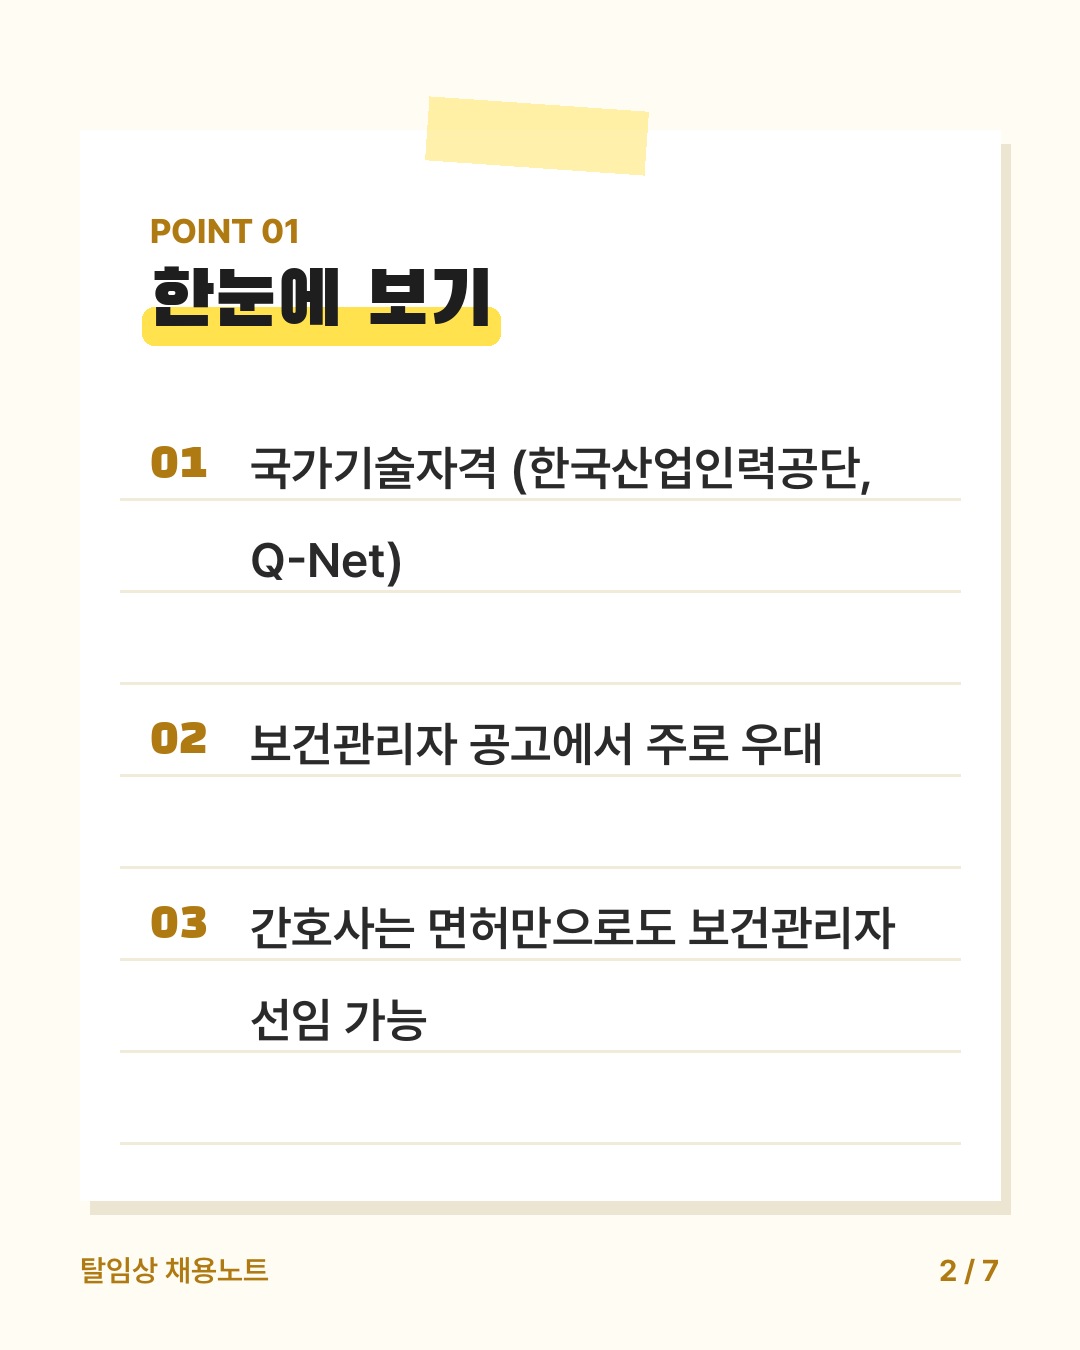 POINT 01
한눈에 보기
01 국가기술자격 (한국산업인력공단,
Q-Net)
02 보건관리자 공고에서 주로 우대
03 간호사는 면허만으로도 보건관리자
선임 가능
탈임상 채용노트
2 / 7